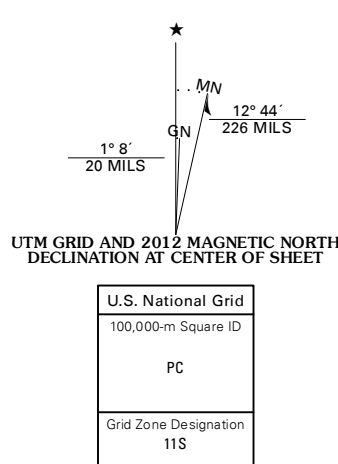 ★
MN
12° 44´
226 MILS
GN
1° 8´
20 MILS
UTM GRID AND 2012 MAGNETIC NORTH
DECLINATION AT CENTER OF SHEET
U.S. National Grid
100,000-m Square ID
PC
Grid Zone Designation
11S